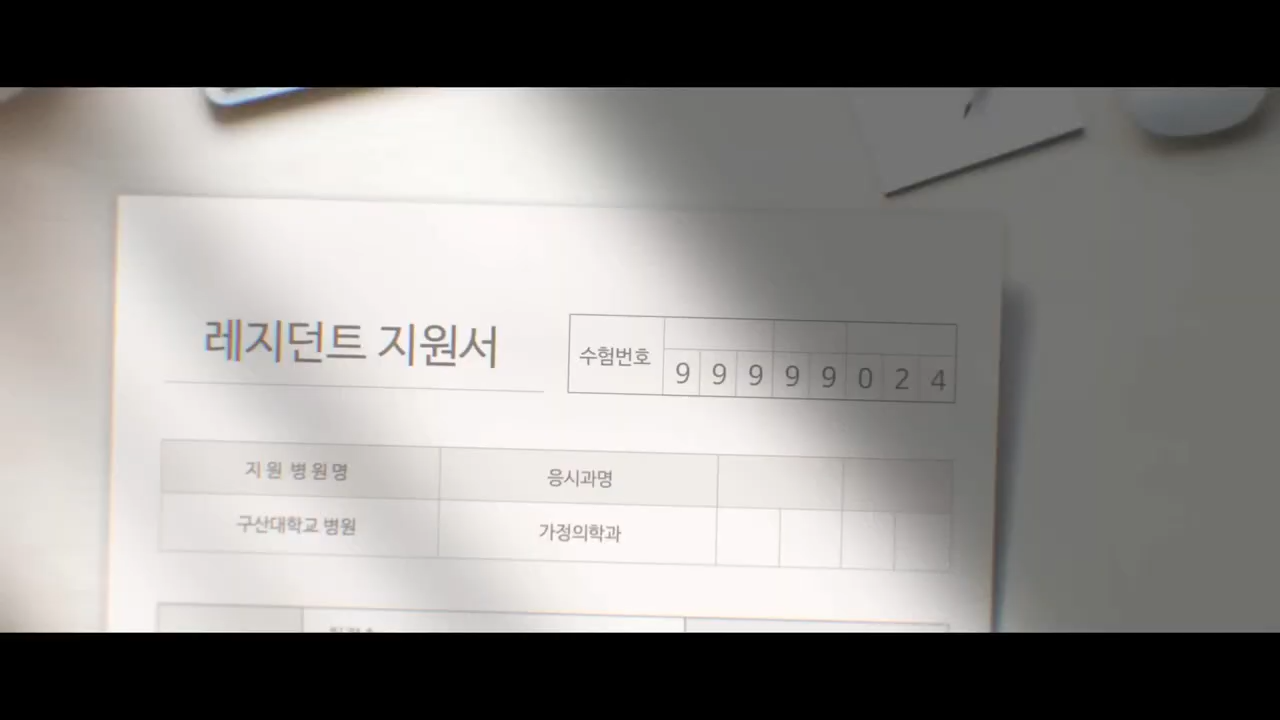 레지던트 지원서
수험번호
9 9 9 9 9 0 2 4
지 원 병 원 명 응시과명
구산대학교 병원 가정의학과